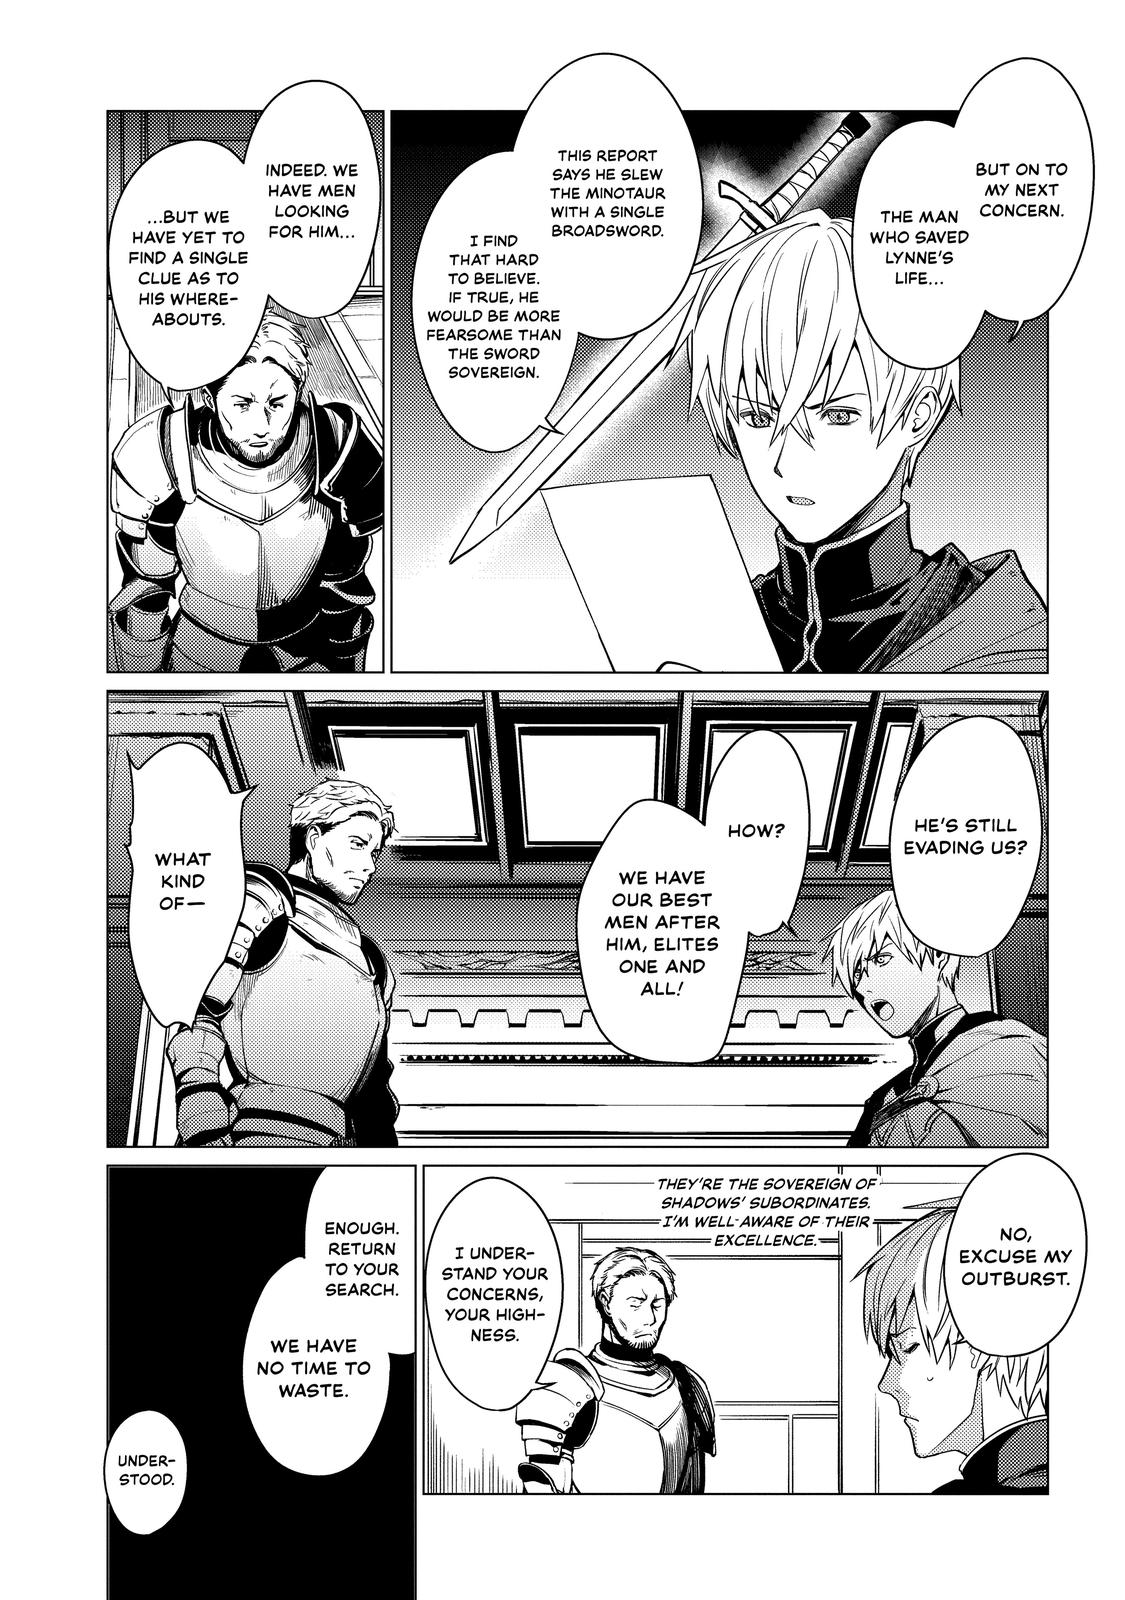 BUT ON TO
MY NEXT
CONCERN.
THE MAN
WHO SAVED
LYNNE'S
LIFE...
THIS REPORT
SAYS HE SLEW
THE MINOTAUR
WITH A SINGLE
BROADSWORD.
I FIND
THAT HARD
TO BELIEVE.
IF TRUE, HE
WOULD BE MORE
FEARSOME THAN
THE SWORD
SOVEREIGN.
INDEED. WE
HAVE MEN
LOOKING
FOR HIM...
...BUT WE
HAVE YET TO
FIND A SINGLE
CLUE AS TO
HIS WHERE-
ABOUTS.
HE'S STILL
EVADING US?
HOW?
WE HAVE
OUR BEST
MEN AFTER
HIM, ELITES
ONE AND
ALL!
WHAT
KIND
OF—
NO,
EXCUSE MY
OUTBURST.
THEY'RE THE SOVEREIGN OF
SHADOWS' SUBORDINATES.
I'M WELL-AWARE OF THEIR
EXCELLENCE.
I UNDER-
STAND YOUR
CONCERNS,
YOUR HIGH-
NESS.
ENOUGH.
RETURN
TO YOUR
SEARCH.
WE HAVE
NO TIME TO
WASTE.
UNDER-
STOOD.